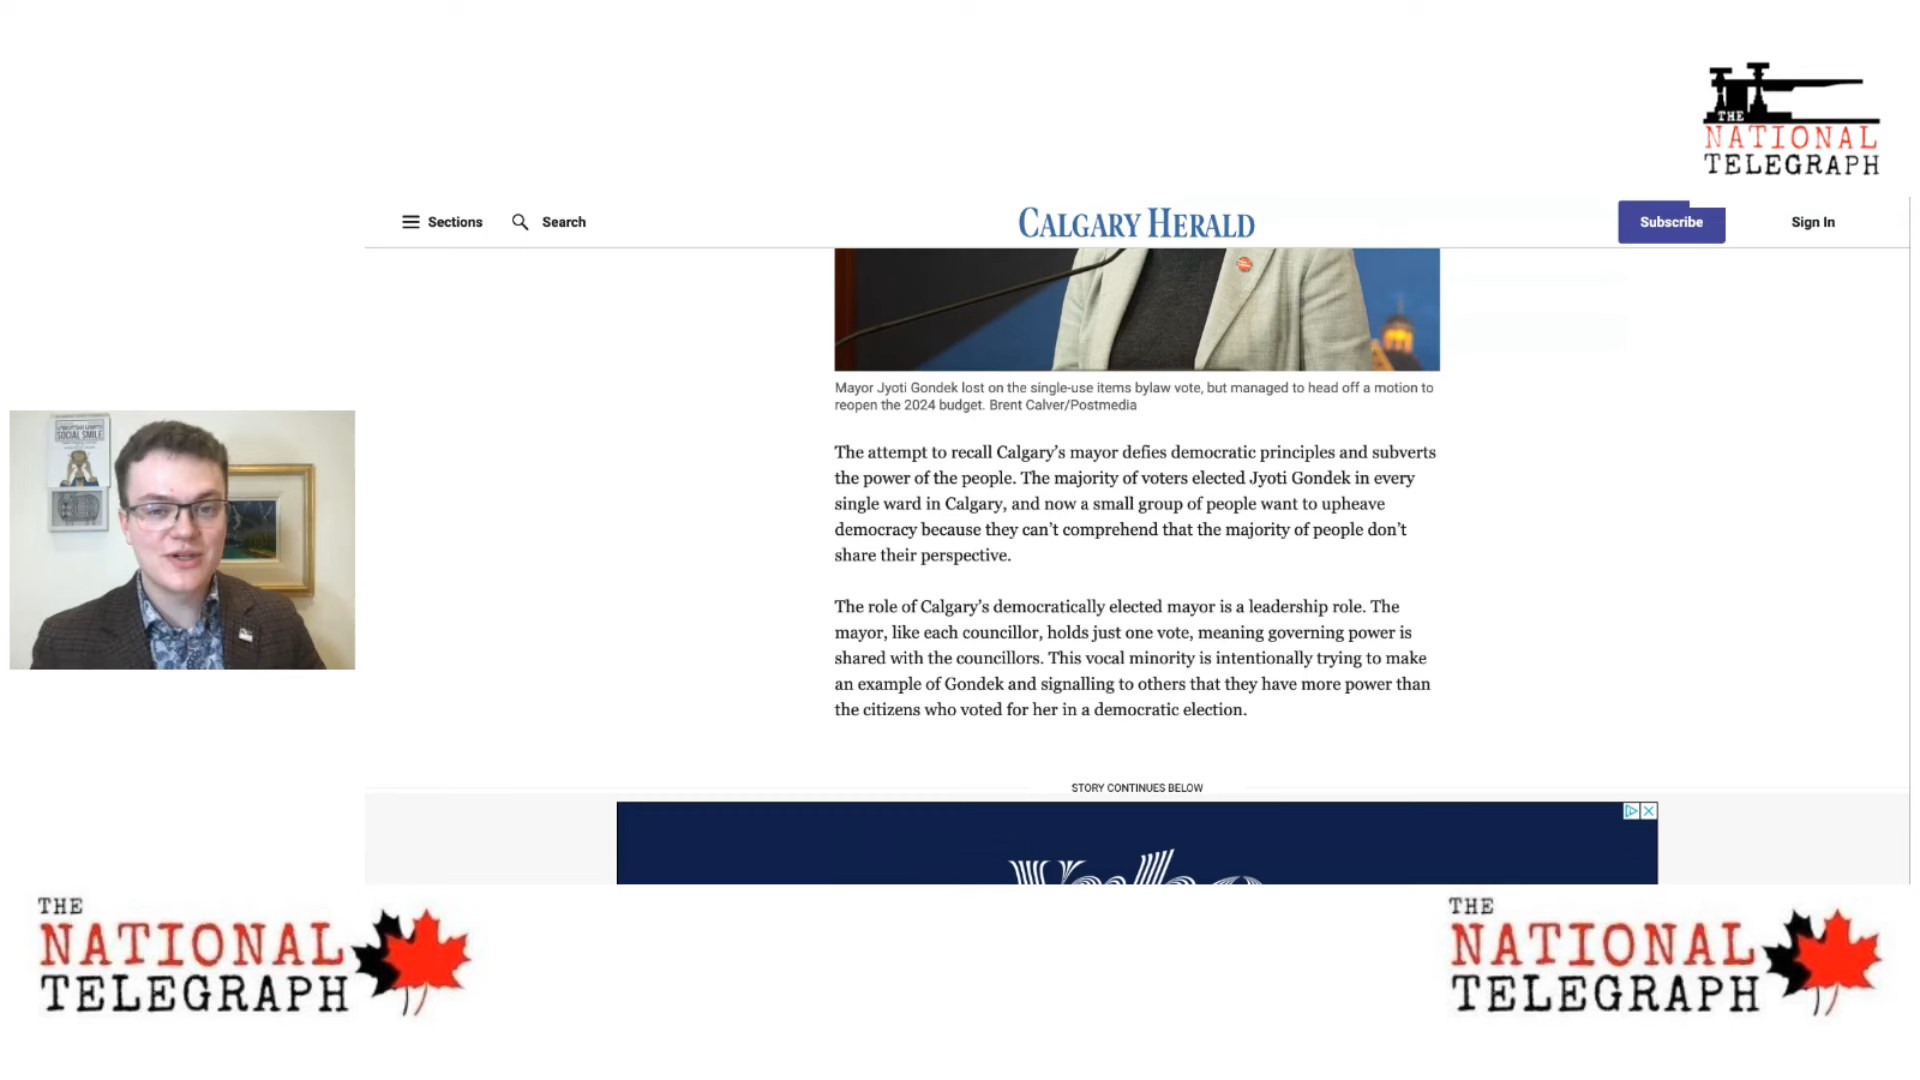 THE
NATIONAL
TELEGRAPH
Sections
Search
CALGARY HERALD
Subscribe
Sign In
Mayor Jyoti Gondek lost on the single-use items bylaw vote, but managed to head off a motion to
reopen the 2024 budget. Brent Calver/Postmedia
The attempt to recall Calgary’s mayor defies democratic principles and subverts
the power of the people. The majority of voters elected Jyoti Gondek in every
single ward in Calgary, and now a small group of people want to upheave
democracy because they can’t comprehend that the majority of people don’t
share their perspective.
The role of Calgary’s democratically elected mayor is a leadership role. The
mayor, like each councillor, holds just one vote, meaning governing power is
shared with the councillors. This vocal minority is intentionally trying to make
an example of Gondek and signalling to others that they have more power than
the citizens who voted for her in a democratic election.
SOCIAL SMILE
STORY CONTINUES BELOW
THE
NATIONAL
TELEGRAPH
THE
NATIONAL
TELEGRAPH